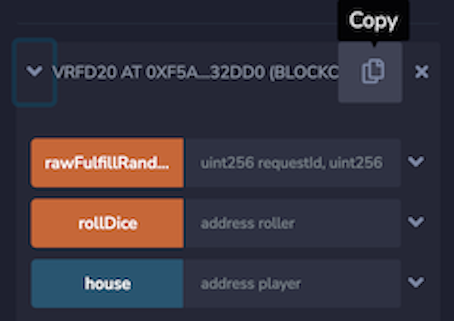 Copy
VRFD20 AT 0XF5A...32DD0 (BLOCKC
rawFulfillRand... uint256 requestId, uint256
rollDice address roller
house address player